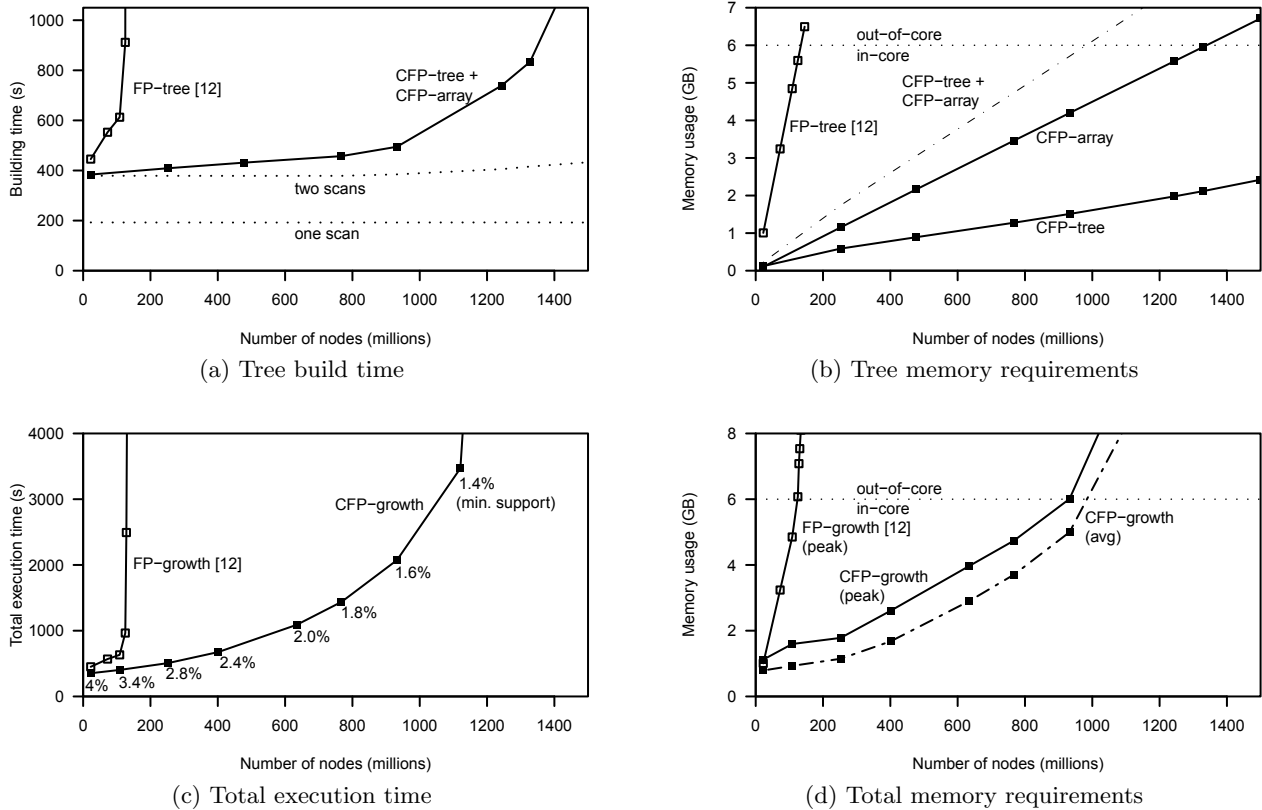 Building time (s)
0
200
400
600
800
1000
FP−tree [12]
CFP−tree +
CFP−array
two scans
one scan
0 200 400 600 800 1000 1200 1400
Number of nodes (millions)
(a) Tree build time
Memory usage (GB)
0
1
2
3
4
5
6
7
out−of−core
in−core
CFP−tree +
CFP−array
FP−tree [12]
CFP−array
CFP−tree
0 200 400 600 800 1000 1200 1400
Number of nodes (millions)
(b) Tree memory requirements
Total execution time (s)
0
1000
2000
3000
4000
FP−growth [12]
CFP−growth
1.4%
(min. support)
1.6%
1.8%
2.0%
2.4%
2.8%
3.4%
4%
0 200 400 600 800 1000 1200 1400
Number of nodes (millions)
(c) Total execution time
Memory usage (GB)
0
2
4
6
8
out−of−core
in−core
FP−growth [12]
(peak)
CFP−growth
(peak)
CFP−growth
(avg)
0 200 400 600 800 1000 1200 1400
Number of nodes (millions)
(d) Total memory requirements